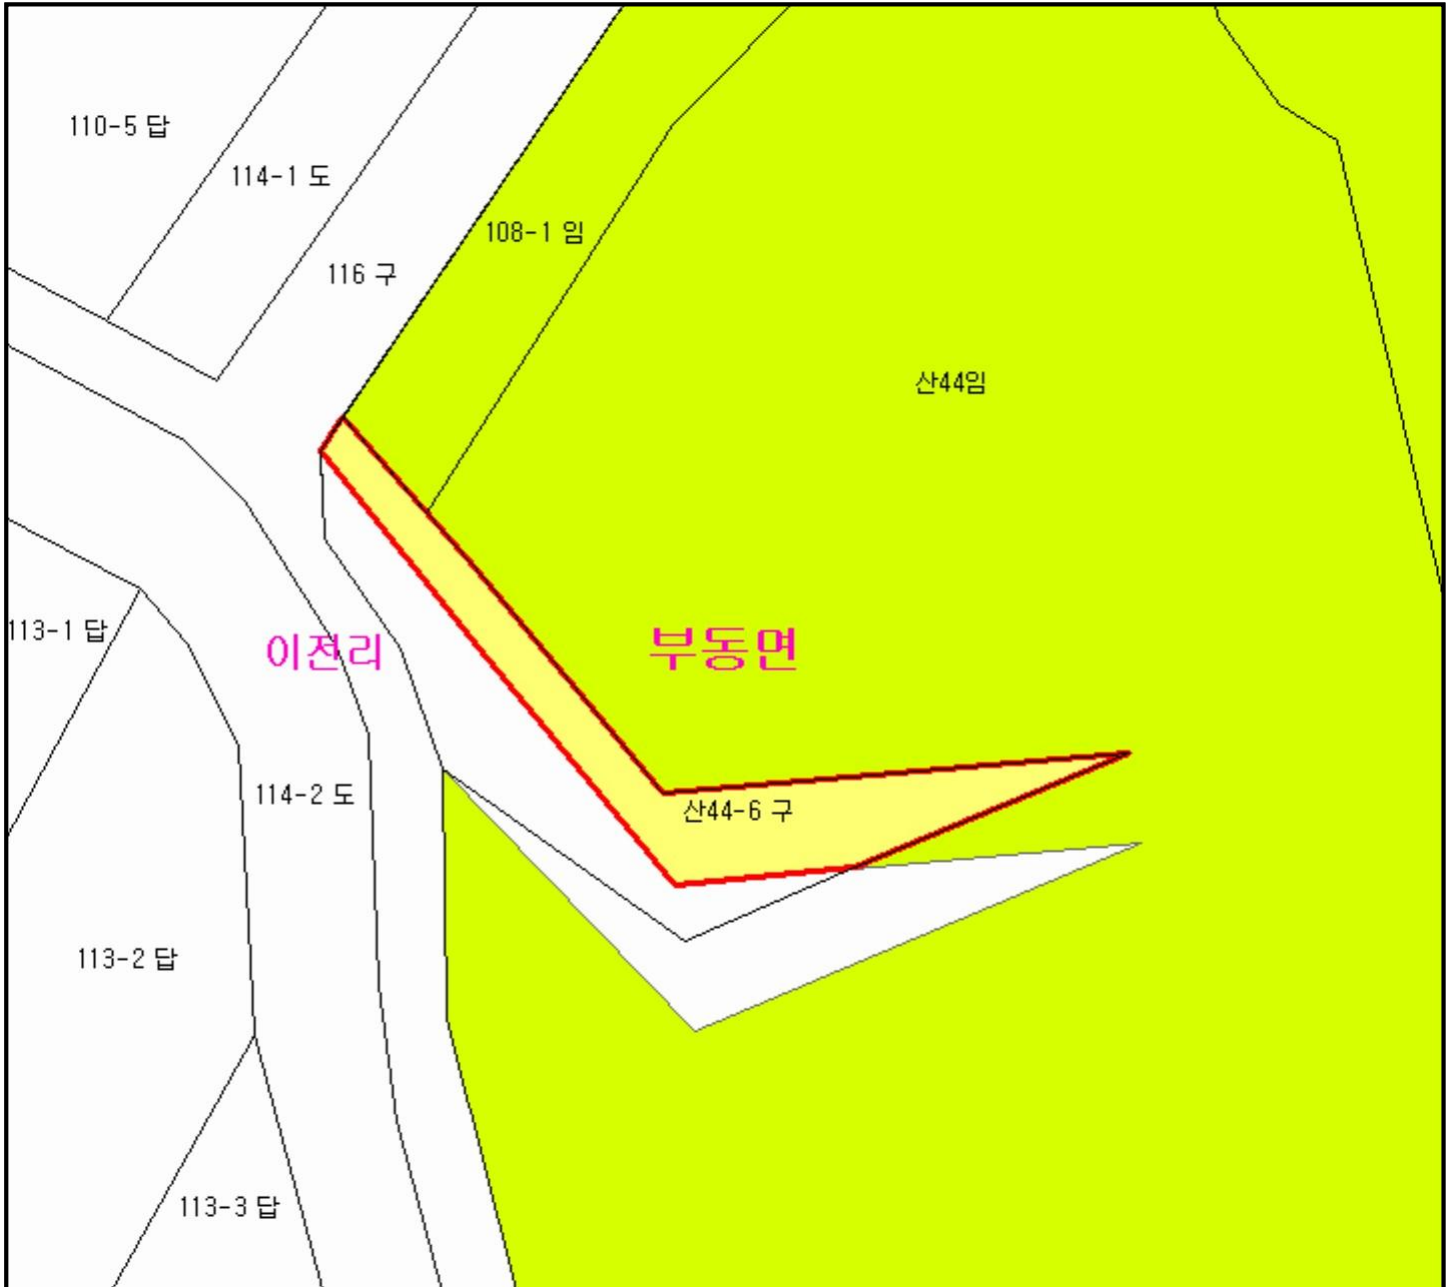 110-5 답
114-1 도
108-1 임
116 구
산44임
113-1 답
이전리
부동면
114-2 도
산44-6 구
113-2 답
113-3 답